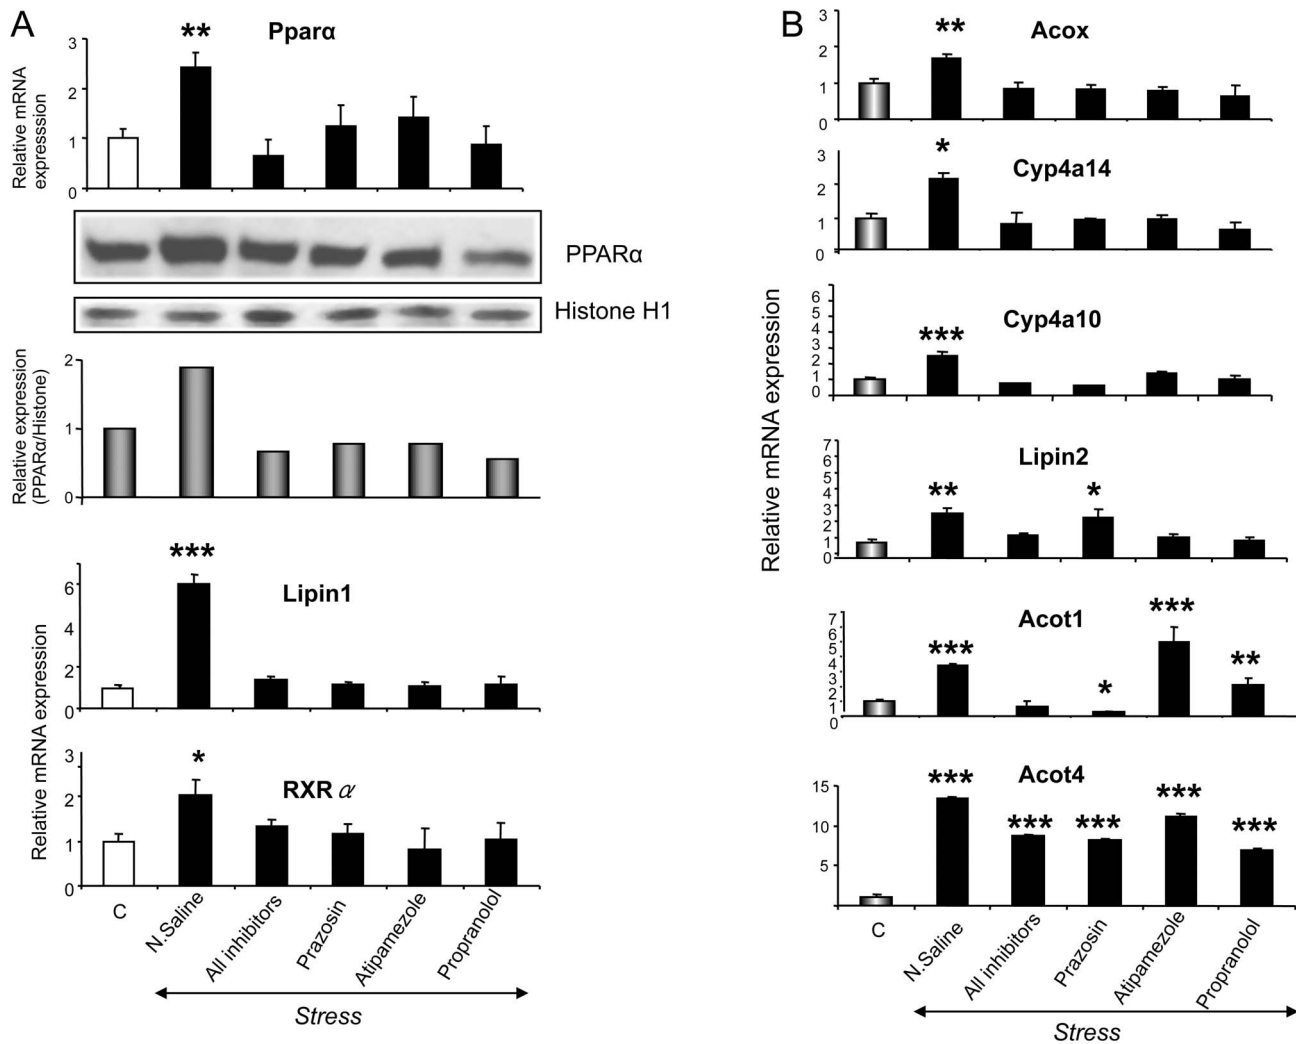 A
Pparα
**
Relative mRNA
expresssion
3
2
1
0
PPARα
Histone H1
Relative expression
(PPARα/Histone)
2
1
0
***
Lipin1
6
4
2
0
Relative mRNA expression
*
RXR α
3
2
1
0
C
N.Saline
All inhibitors
Prazosin
Atipamezole
Propranolol
Stress
B
Acox
**
3
2
1
0
*
Cyp4a14
3
2
1
0
Cyp4a10
***
6
5
4
3
2
1
0
Relative mRNA expression
Lipin2
** *
7
6
5
4
3
2
1
0
Acot1
*** * *** **
7
6
5
4
3
2
1
0
Acot4
*** *** *** *** ***
15
10
5
C
N.Saline
All inhibitors
Prazosin
Atipamezole
Propranolol
Stress